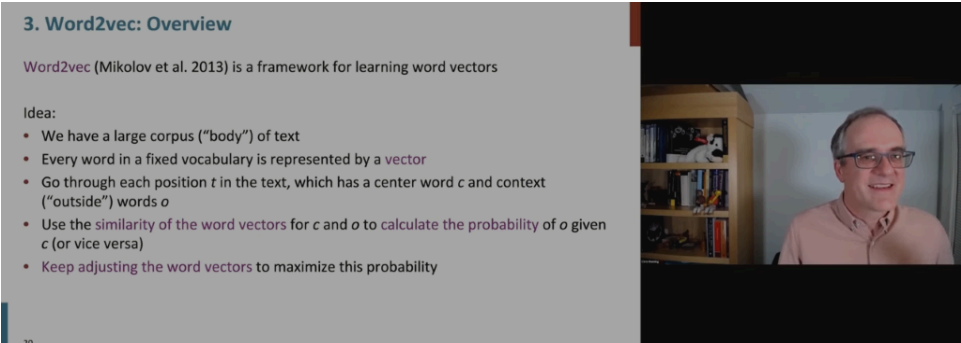 3. Word2vec: Overview
Word2vec (Mikolov et al. 2013) is a framework for learning word vectors
Idea:
• We have a large corpus (“body”) of text
• Every word in a fixed vocabulary is represented by a vector
• Go through each position t in the text, which has a center word c and context
(“outside”) words o
• Use the similarity of the word vectors for c and o to calculate the probability of o given
c (or vice versa)
• Keep adjusting the word vectors to maximize this probability